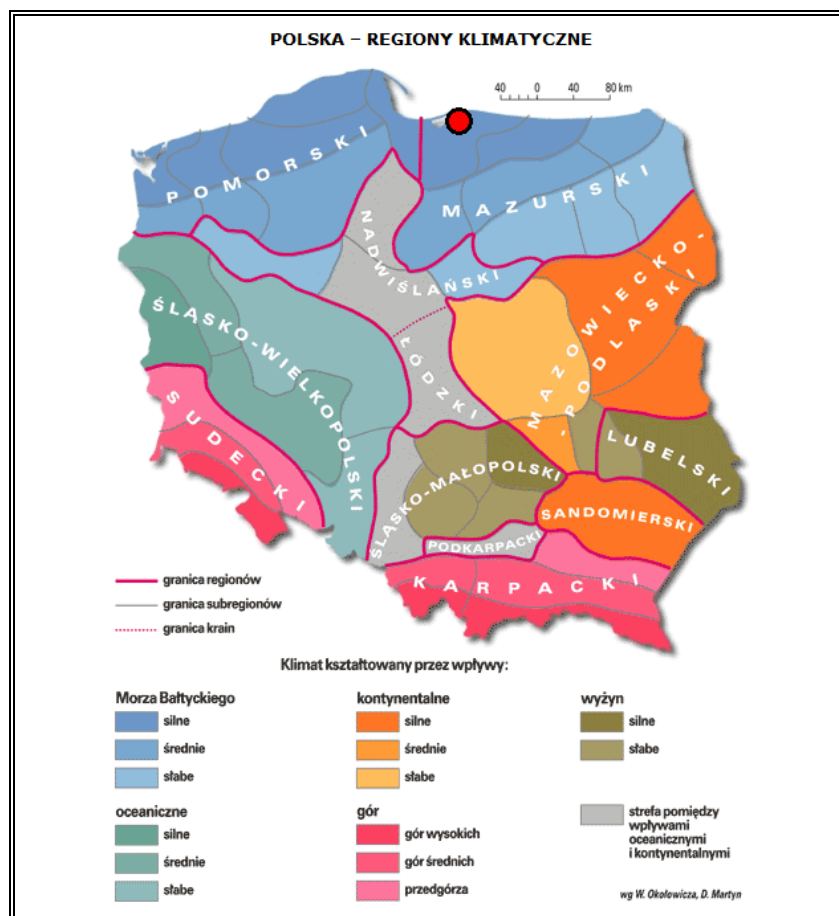 POLSKA – REGIONY KLIMATYCZNE
40 0 40 80 km
POMORSKI
MAZURSKI
NADWIŚLAŃSKI
MAZOWIECKO-
-PODLASKI
ŚLĄSKO-WIELKOPOLSKI
ŁÓDZKI
SUDECKI
LUBELSKI
ŚLĄSKO-MAŁOPOLSKI
SANDOMIERSKI
PODKARPACKI
KARPACKI
granica regionów
granica subregionów
granica krain
Klimat kształtowany przez wpływy:
Morza Bałtyckiego
silne
średnie
słabe
kontynentalne
silne
średnie
słabe
wyżyn
silne
słabe
oceaniczne
silne
średnie
słabe
gór
gór wysokich
gór średnich
przedgórza
strefa pomiędzy
wpływami
oceanicznymi
i kontynentalnymi
wg W. Okołowicza, D. Martyn